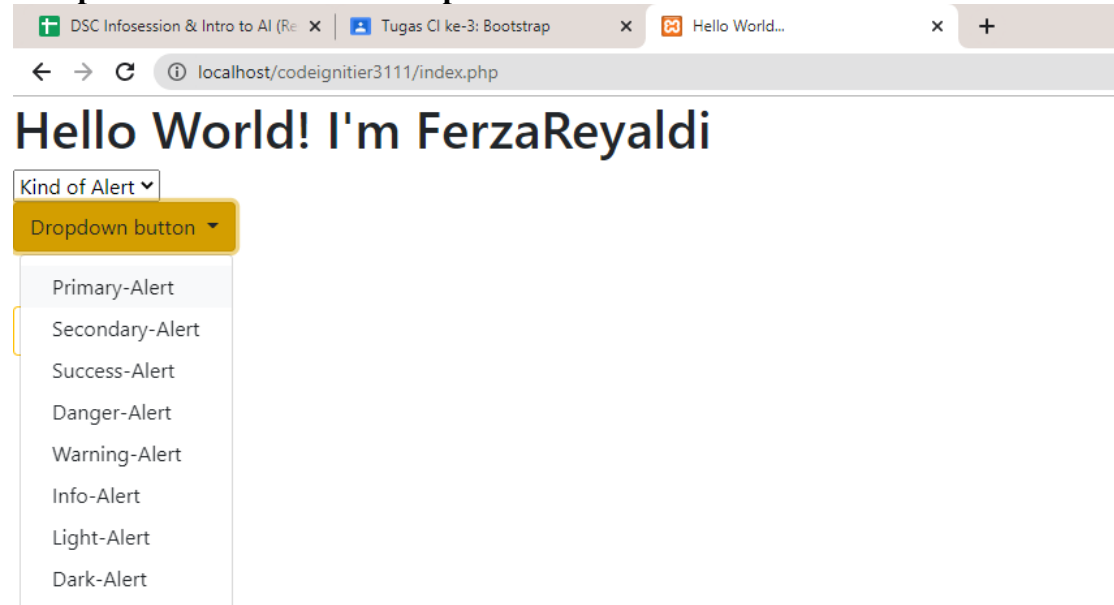 DSC Infosession & Intro to AI (Re
Tugas CI ke-3: Bootstrap
Hello World...
localhost/codeignitier3111/index.php
Hello World! I'm FerzaReyaldi
Kind of Alert
Dropdown button
Primary-Alert
Secondary-Alert
Success-Alert
Danger-Alert
Warning-Alert
Info-Alert
Light-Alert
Dark-Alert